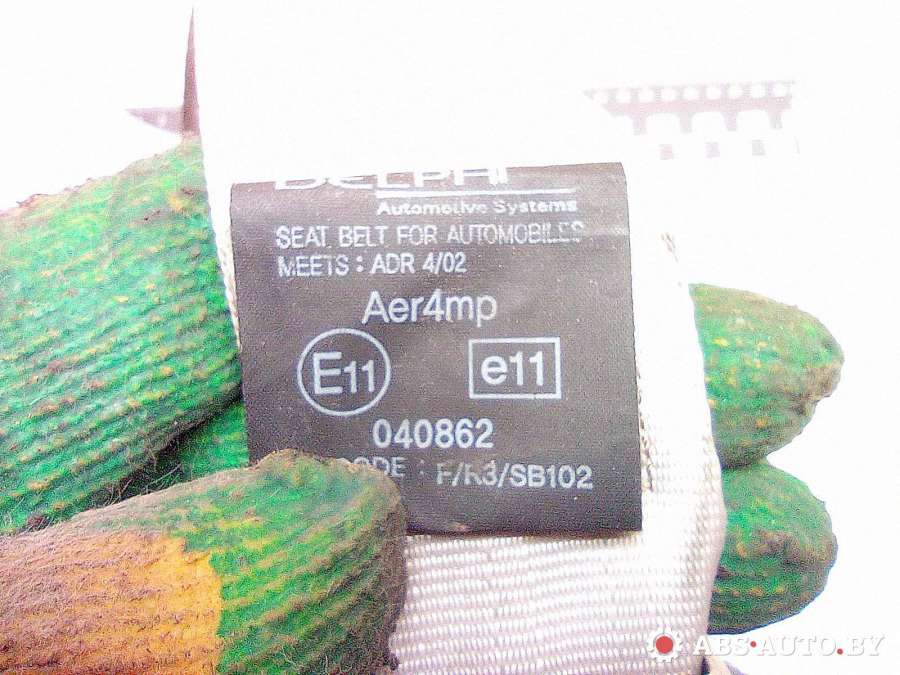 DELPHI
Automotive Systems
SEAT BELT FOR AUTOMOBILES
MEETS : ADR 4/02
Aer4mp
E11 e11
040862
: F/R3/SB102
ABS-AUTO.BY